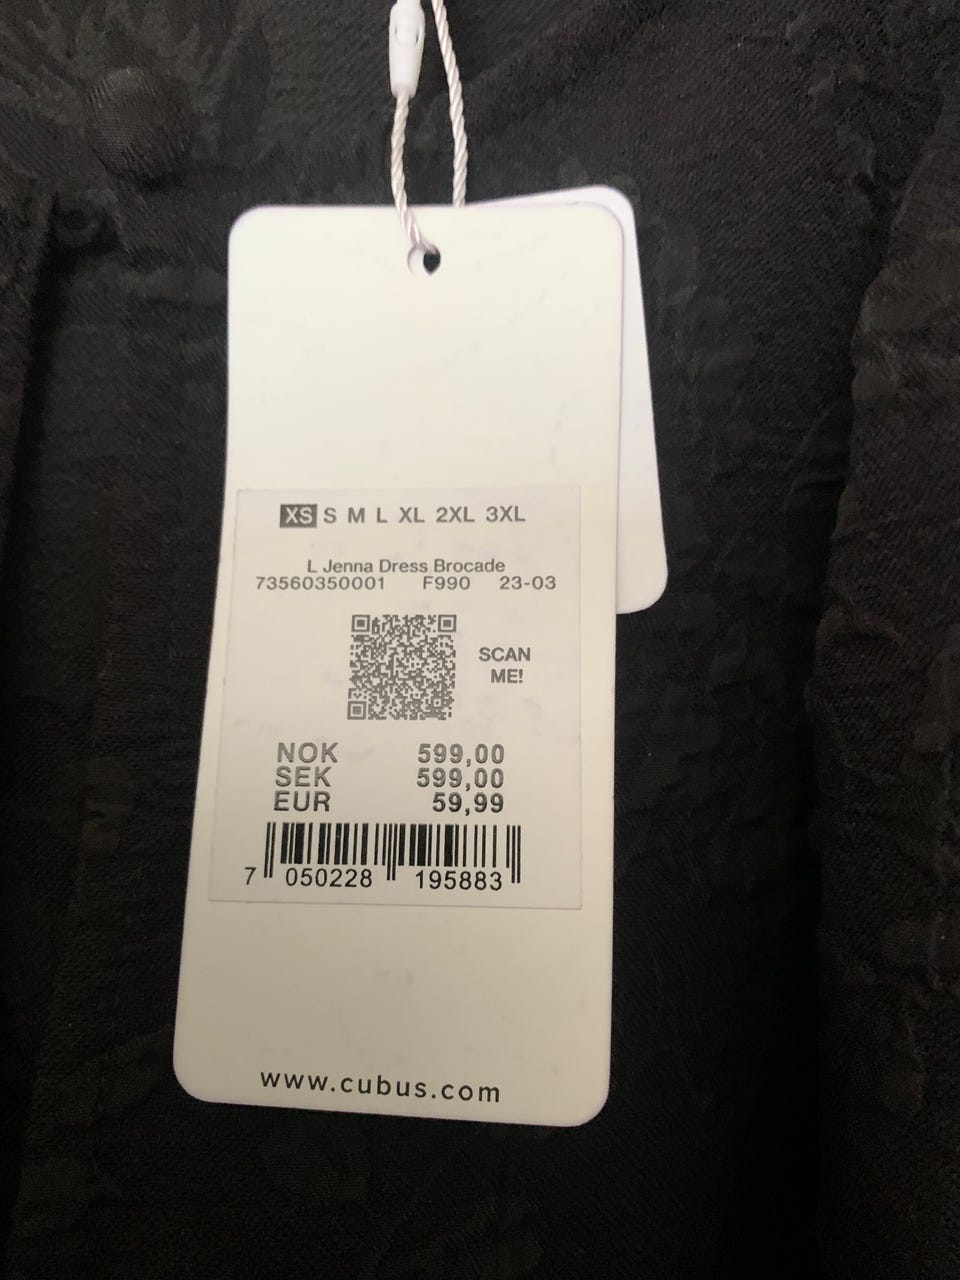 XS S M L XL 2XL 3XL
L Jenna Dress Brocade
73560350001 F990 23-03
SCAN
ME!
NOK 599,00
SEK 599,00
EUR 59,99
7 050228 195883
www.cubus.com